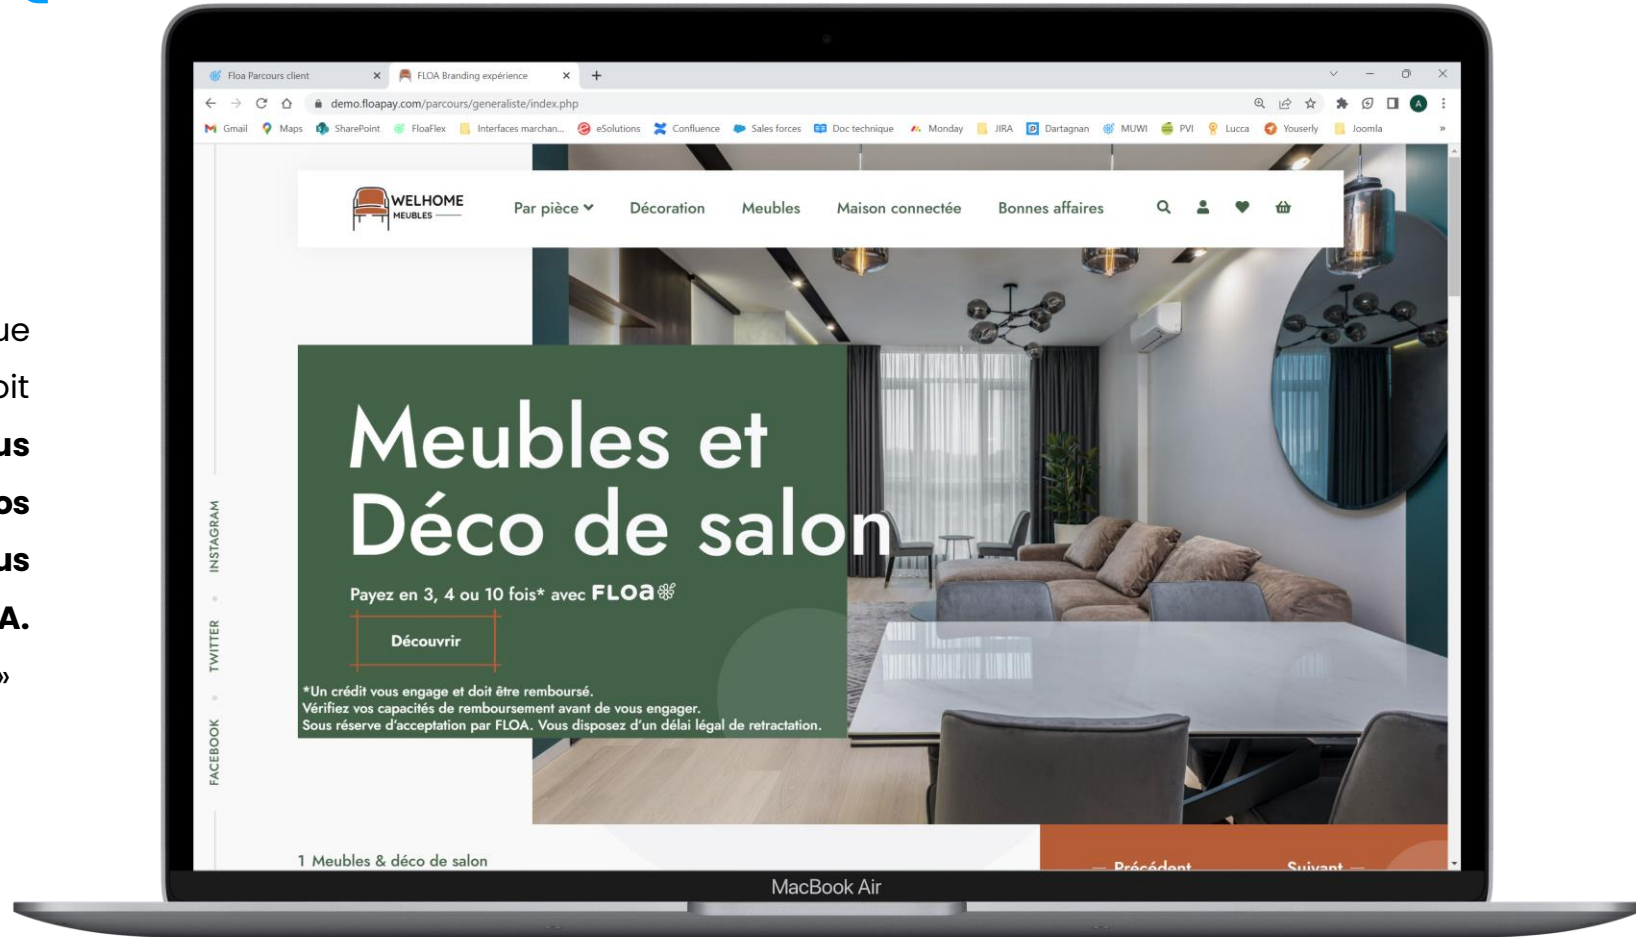 Floa Parcours client
FLOA Branding expérience
demo.floapay.com/parcours/generaliste/index.php
A
Gmail Maps SharePoint FloaFlex Interfaces marchan... eSolutions Confluence Sales forces Doc technique Monday JIRA Dartagnan MUWI PVI Lucca Youserly Joomla »
WELHOME
MEUBLES
Par pièce Décoration Meubles Maison connectée Bonnes affaires
ue
oit
us
os
us
A.
»
Meubles et
Déco de salon
Payez en 3, 4 ou 10 fois* avec FLOa
Découvrir
*Un crédit vous engage et doit être remboursé.
Vérifiez vos capacités de remboursement avant de vous engager.
Sous réserve d'acceptation par FLOA. Vous disposez d'un délai légal de retractation.
INSTAGRAM
TWITTER
FACEBOOK
1 Meubles & déco de salon
Précédent
Suivant
MacBook Air